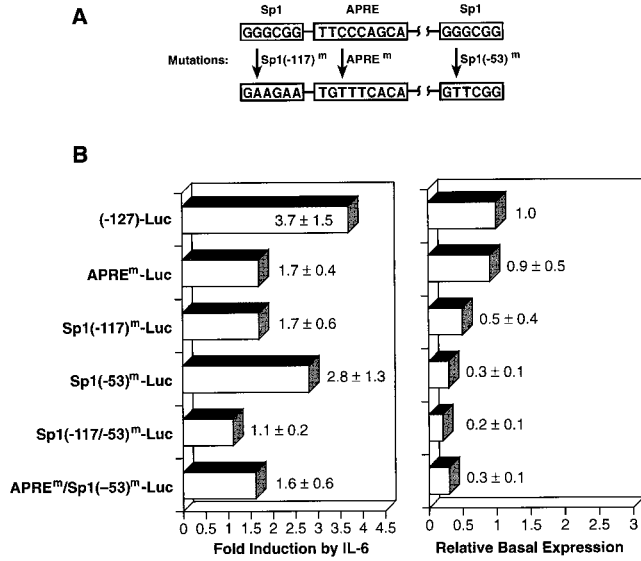 A
Sp1 APRE Sp1
GGGCGG TTCCCAGCA GGGCGG
Mutations: Sp1(-117)m APREm Sp1(-53)m
GAAGAA TGTTTCACA GTTCGG
B
(-127)-Luc 3.7 ± 1.5 1.0
APREm-Luc 1.7 ± 0.4 0.9 ± 0.5
Sp1(-117)m-Luc 1.7 ± 0.6 0.5 ± 0.4
Sp1(-53)m-Luc 2.8 ± 1.3 0.3 ± 0.1
Sp1(-117/-53)m-Luc 1.1 ± 0.2 0.2 ± 0.1
APREm/Sp1(–53)m-Luc 1.6 ± 0.6 0.3 ± 0.1
0 0.5 1 1.5 2 2.5 3 3.5 4 4.5 0 0.5 1 1.5 2 2.5 3
Fold Induction by IL-6 Relative Basal Expression